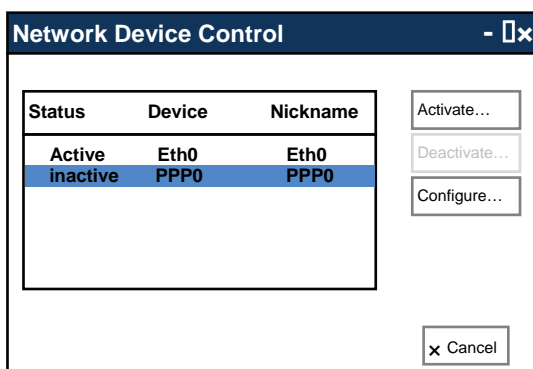 Network Device Control
Status Device Nickname
Active Eth0 Eth0
inactive PPP0 PPP0
Activate…
Deactivate…
Configure…
× Cancel